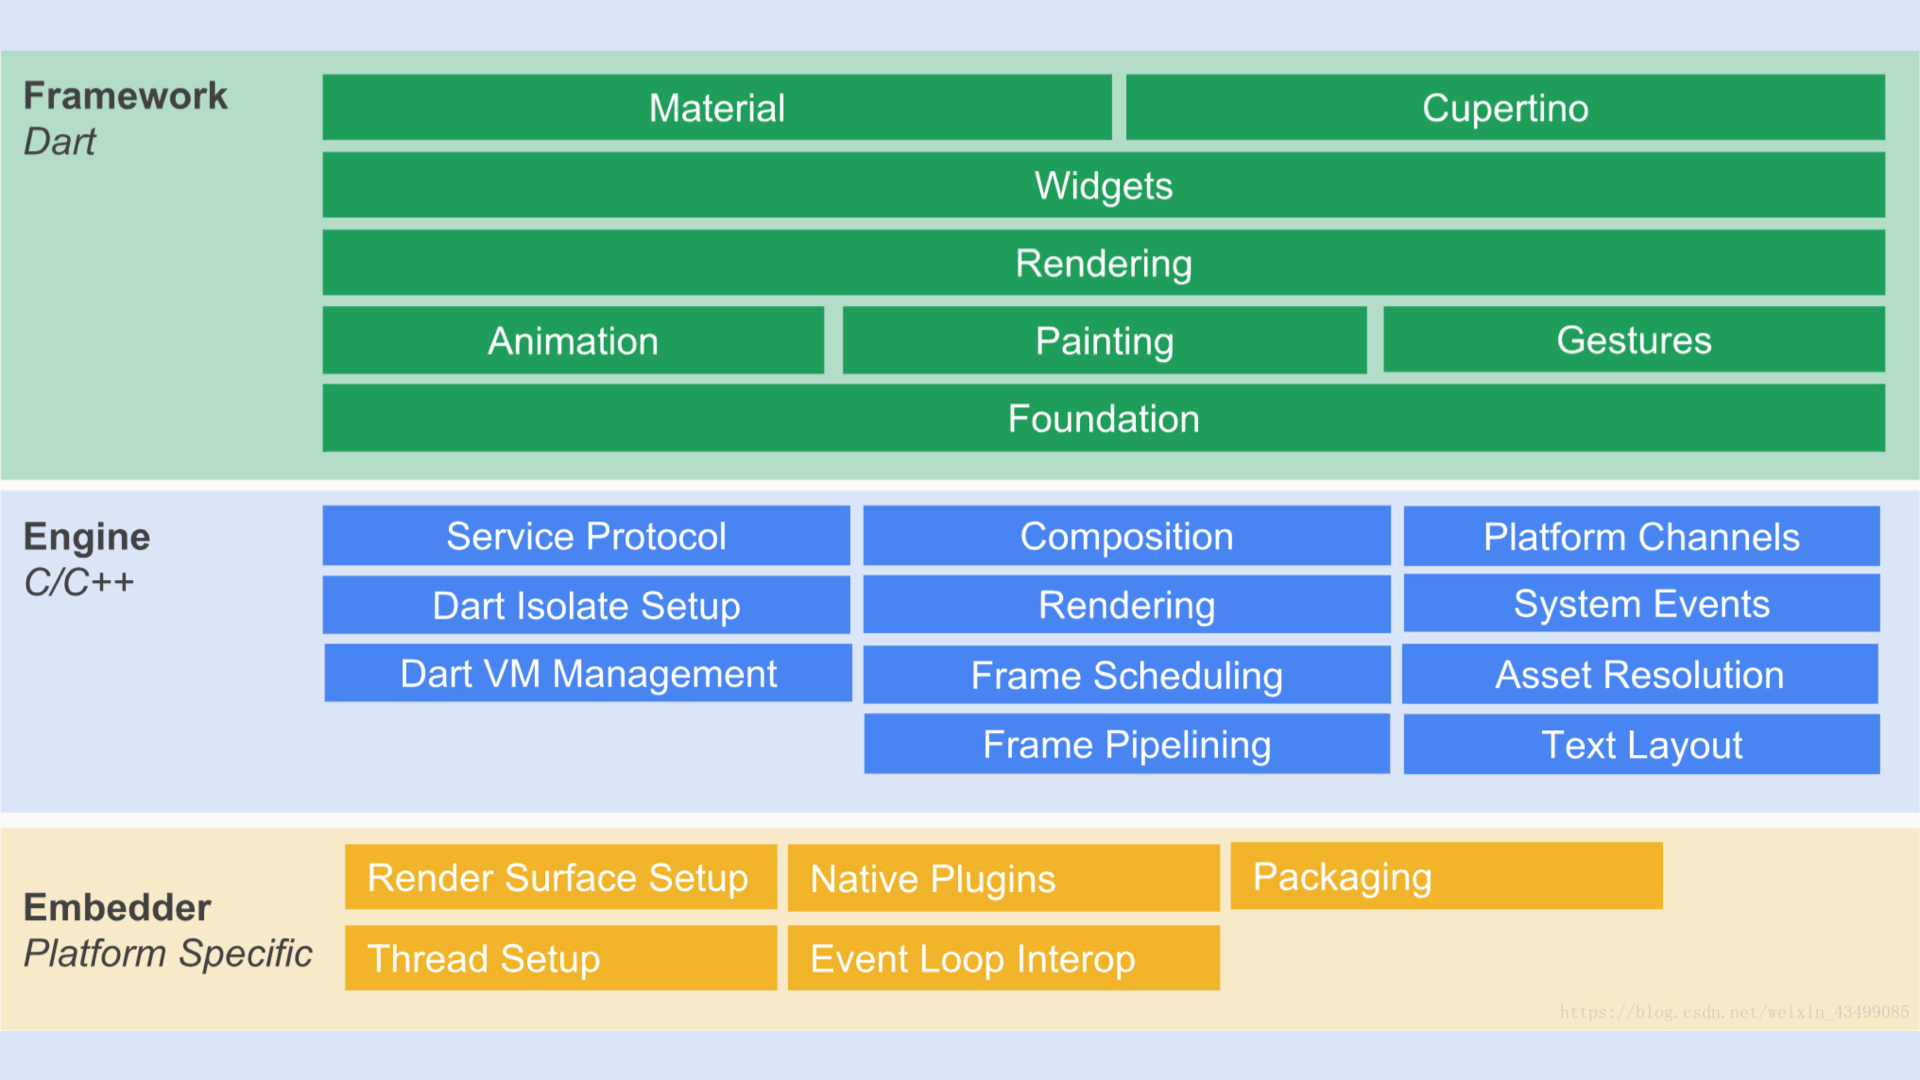 Framework
Dart
Material
Cupertino
Widgets
Rendering
Animation
Painting
Gestures
Foundation
Engine
C/C++
Service Protocol
Composition
Platform Channels
Dart Isolate Setup
Rendering
System Events
Dart VM Management
Frame Scheduling
Asset Resolution
Frame Pipelining
Text Layout
Embedder
Platform Specific
Render Surface Setup
Native Plugins
Packaging
Thread Setup
Event Loop Interop
https://blog.csdn.net/weixin_43499085